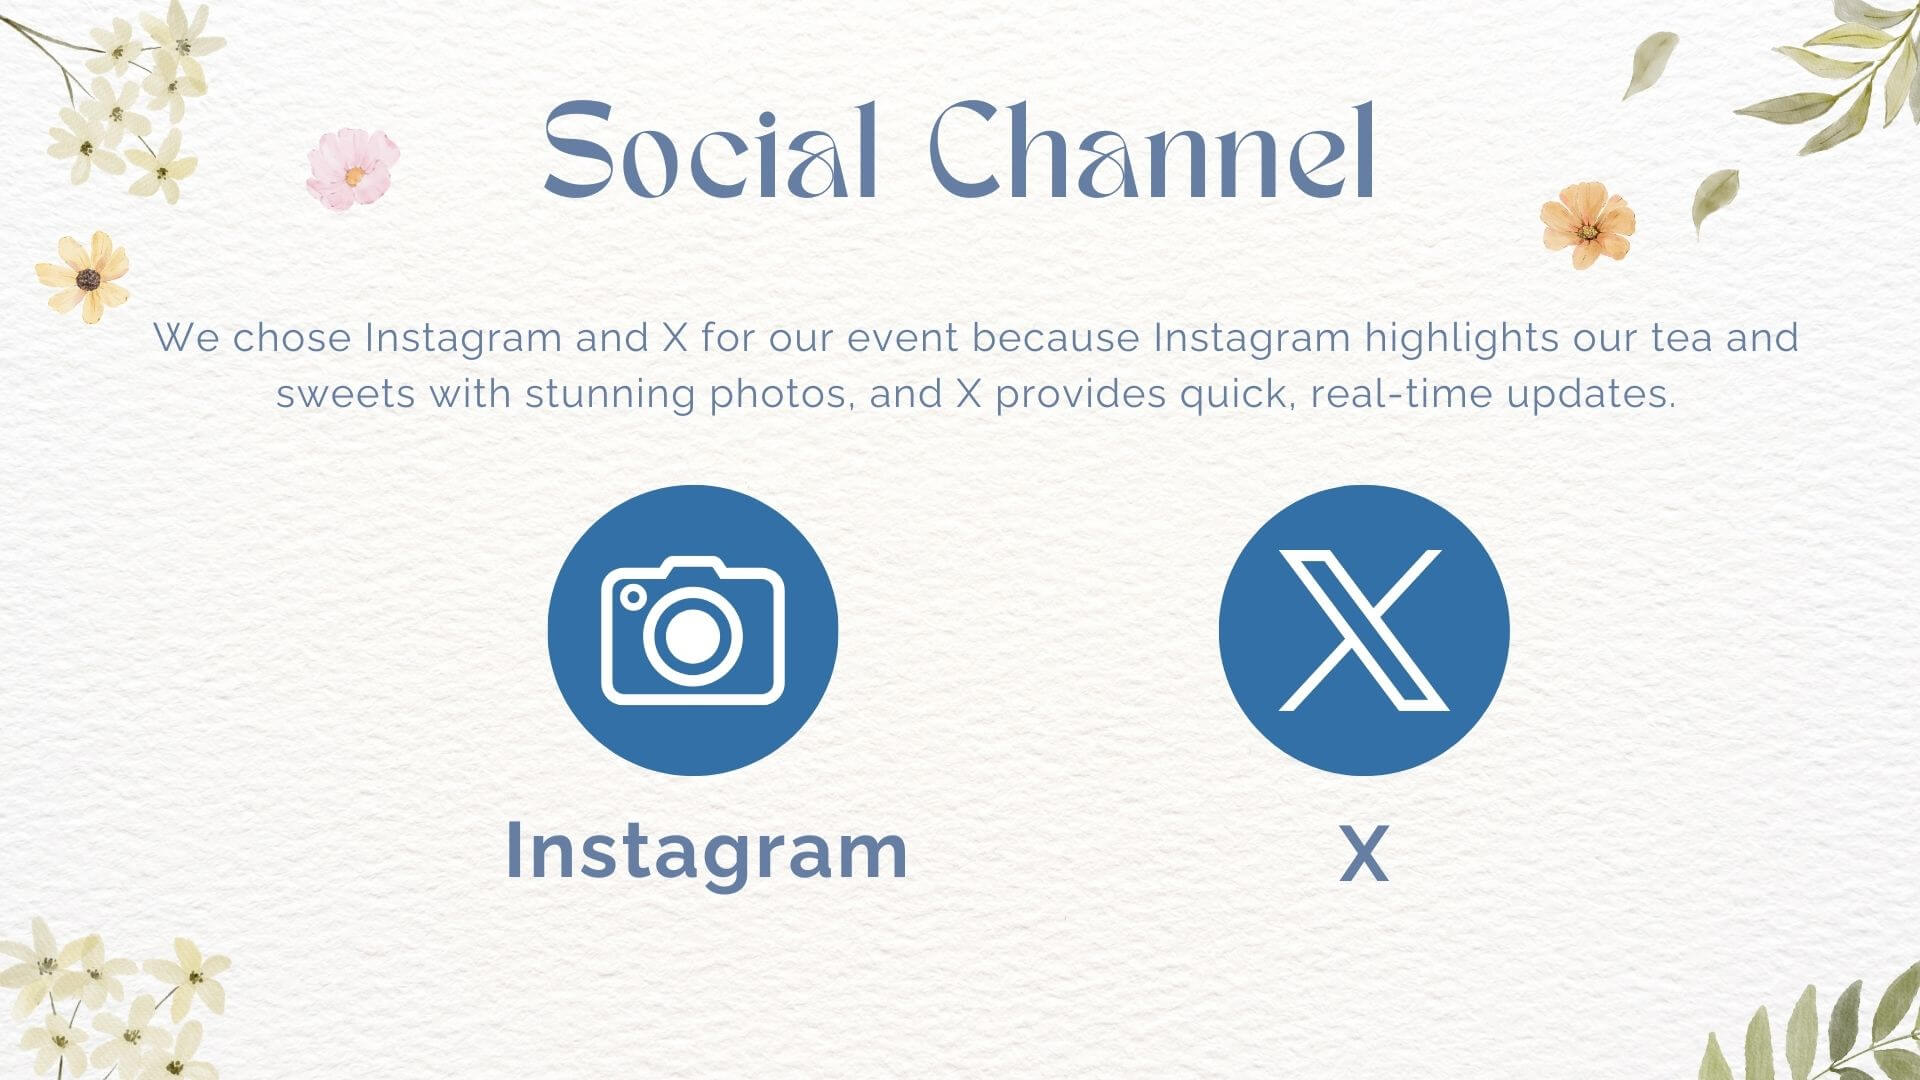 Social Channel
We chose Instagram and X for our event because Instagram highlights our tea and
sweets with stunning photos, and X provides quick, real-time updates.
Instagram
X